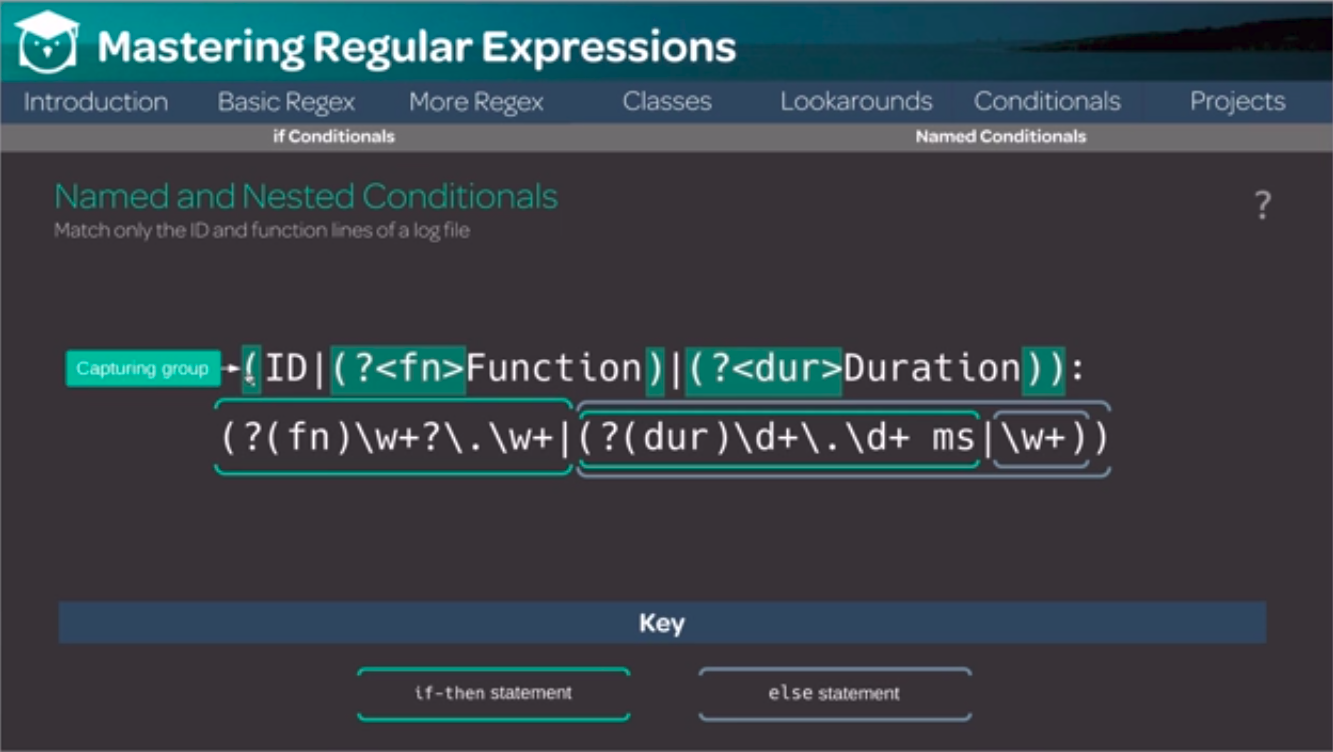 Mastering Regular Expressions
Introduction Basic Regex More Regex Classes Lookarounds Conditionals Projects
if Conditionals Named Conditionals
Named and Nested Conditionals
?
Match only the ID and function lines of a log file
Capturing group (ID|(?<fn>Function)|(?<dur>Duration)):
(?(fn)\w+?\.\w+|(?(dur)\d+\.\d+ ms|\w+))
Key
if-then statement else statement